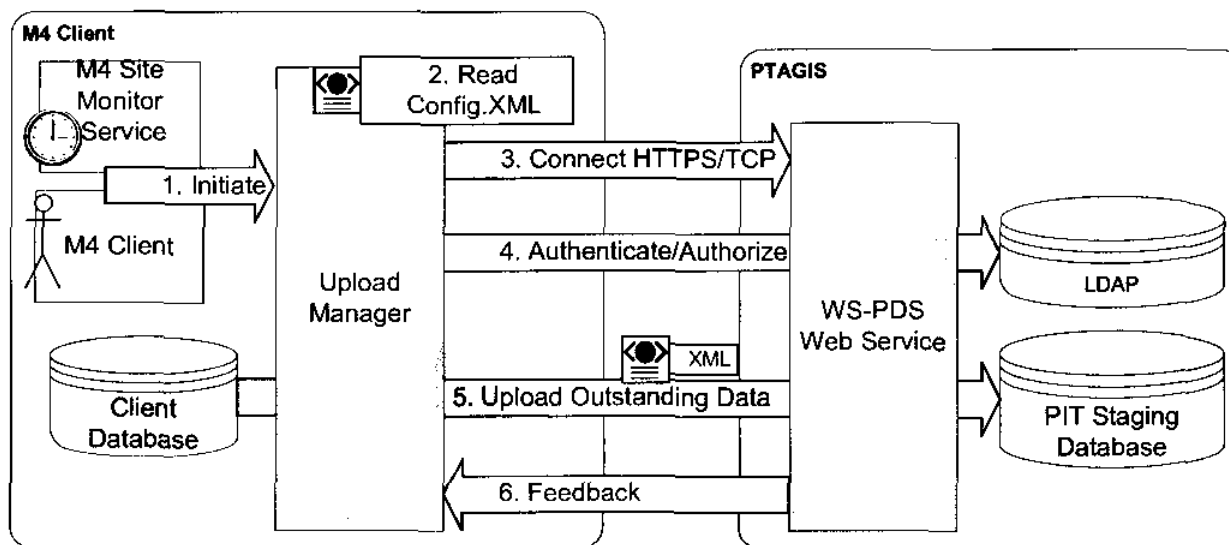 M4 Client
M4 Site
Monitor
Service
1. Initiate
M4 Client
2. Read
Config.XML
Upload
Manager
Client
Database
3. Connect HTTPS/TCP
4. Authenticate/Authorize
XML
5. Upload Outstanding Data
6. Feedback
PTAGIS
WS-PDS
Web Service
LDAP
PIT Staging
Database